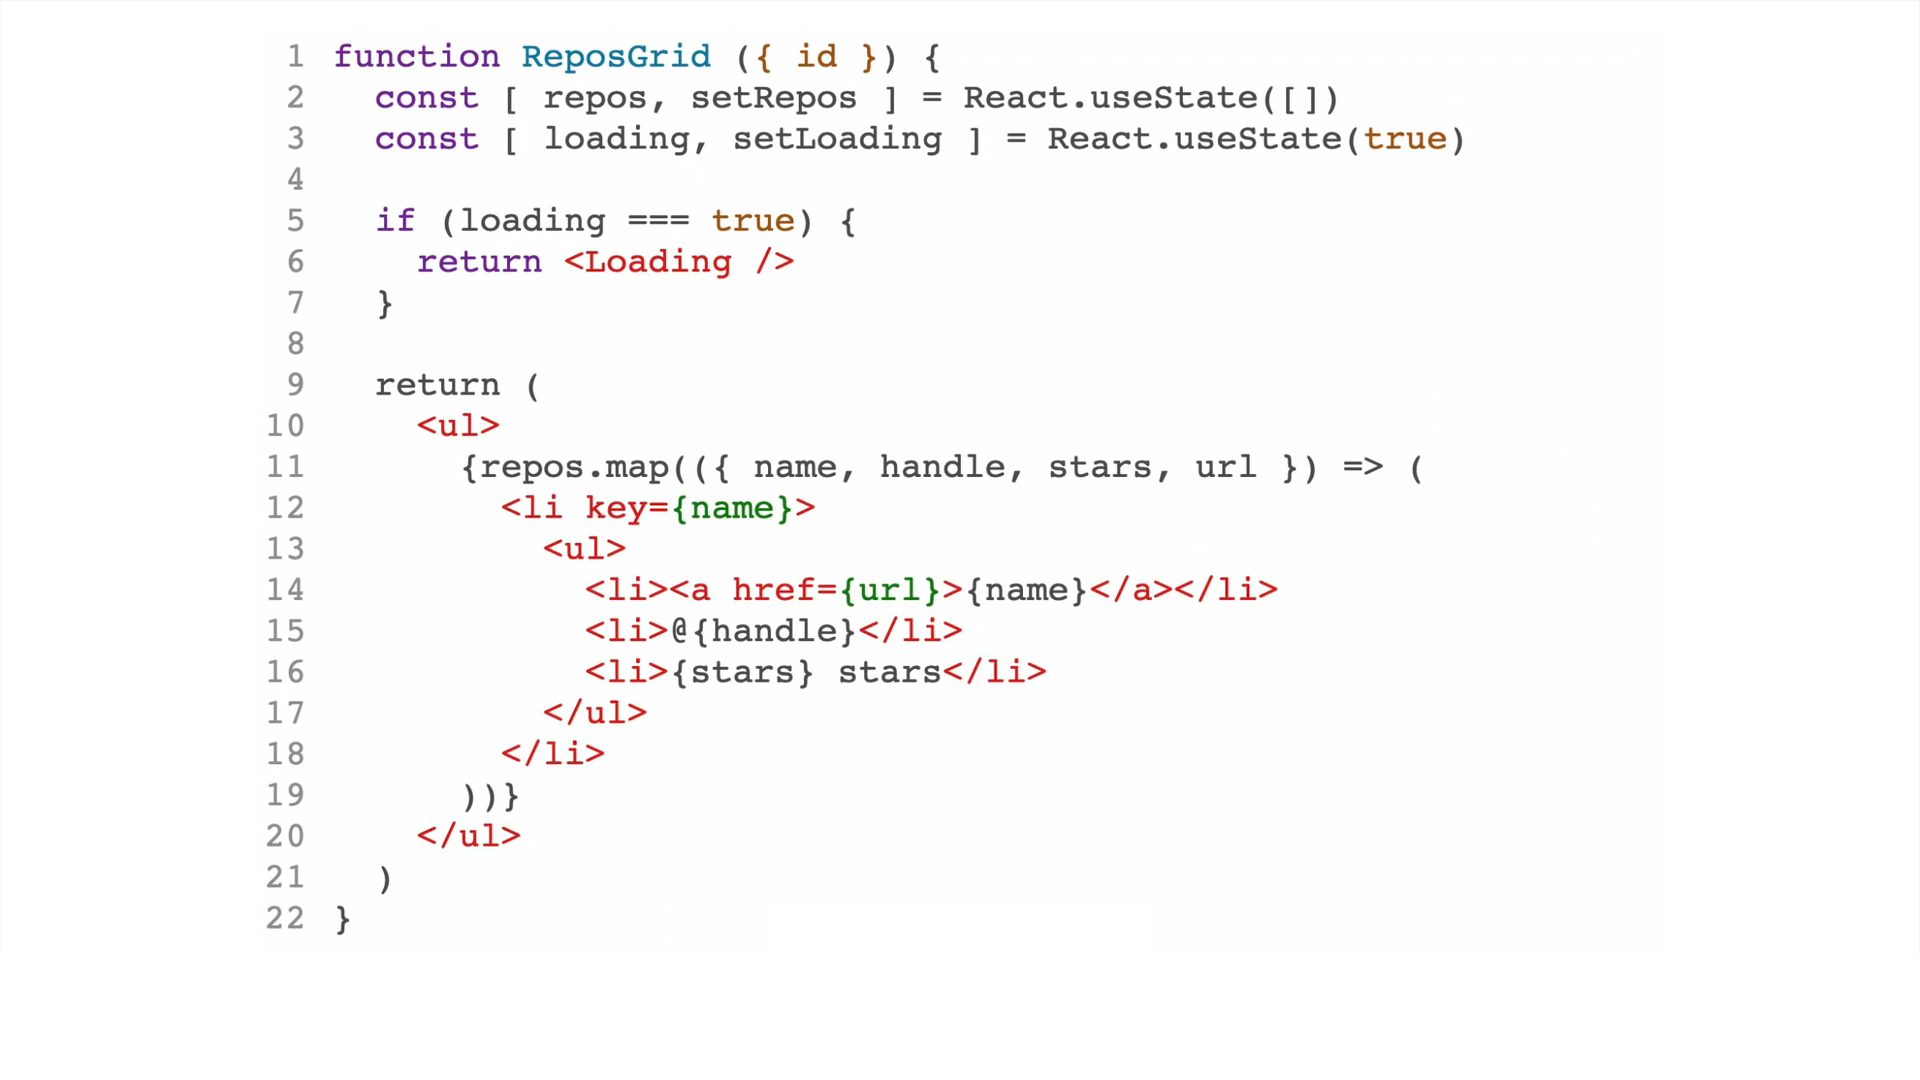 1 function ReposGrid ({ id }) {
2 const [ repos, setRepos ] = React.useState([])
3 const [ loading, setLoading ] = React.useState(true)
4
5 if (loading === true) {
6 return <Loading />
7 }
8
9 return (
10 <ul>
11 {repos.map(({ name, handle, stars, url }) => (
12 <li key={name}>
13 <ul>
14 <li><a href={url}>{name}</a></li>
15 <li>@{handle}</li>
16 <li>{stars} stars</li>
17 </ul>
18 </li>
19 ))}
20 </ul>
21 )
22 }